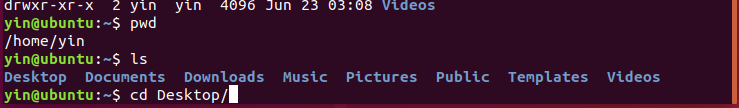 drwxr-xr-x  2 yin  yin  4096 Jun 23 03:08 Videos
yin@ubuntu:~$ pwd
/home/yin
yin@ubuntu:~$ ls
Desktop  Documents  Downloads  Music  Pictures  Public  Templates  Videos
yin@ubuntu:~$ cd Desktop/